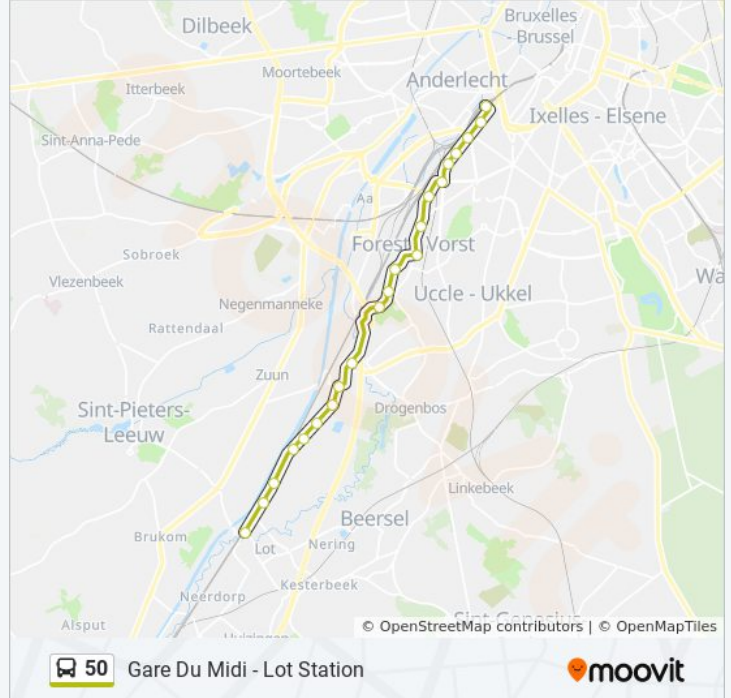 Bruxelles
- Brussel
Dilbeek
Moortebeek
Anderlecht
Itterbeek
Ixelles - Elsene
Sint-Anna-Pede
Aa
Forest - Vorst
Sobroek
Wa
Vlezenbeek
Uccle - Ukkel
Negenmanneke
Rattendaal
Zuun
Sint-Pieters-
Leeuw
Drogenbos
Linkebeek
Beersel
Brukom
Lot
Nering
Kesterbeek
Neerdorp
Alsput
© OpenStreetMap contributors | © OpenMapTiles
50 Gare Du Midi - Lot Station
moovit